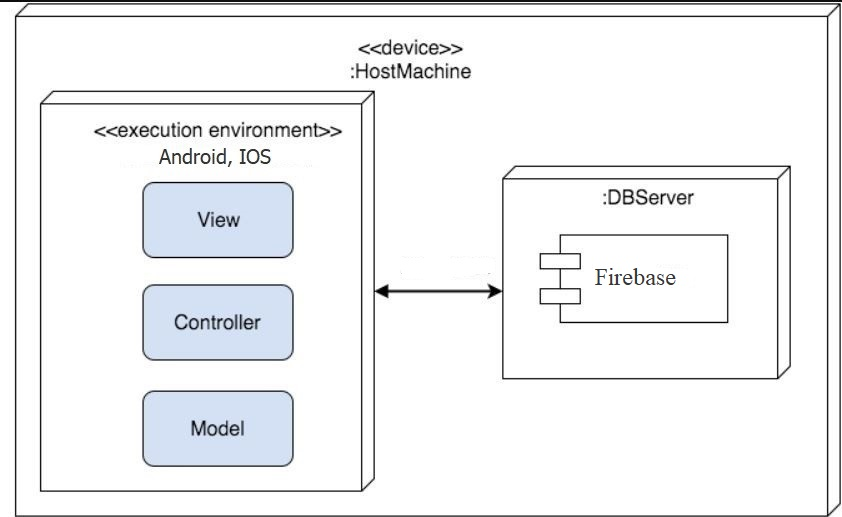 <<device>>
:HostMachine
<<execution environment>>
Android, IOS
View
Controller
Model
:DBServer
Firebase